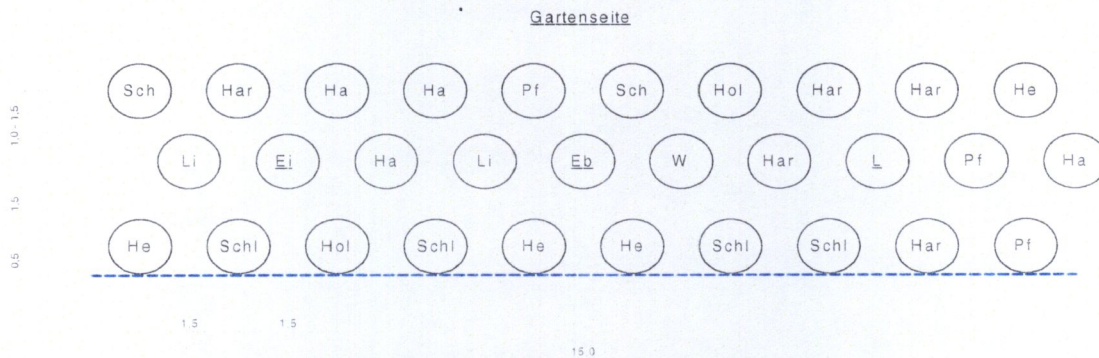 Gartenseite
Sch Har Ha Ha Pf Sch Hol Har Har He
1,0 - 1,5
Li Ei Ha Li Eb W Har L Pf Ha
1,5
He Schl Hol Schl He He Schl Schl Har Pf
0,5
1,5 1,5
15,0